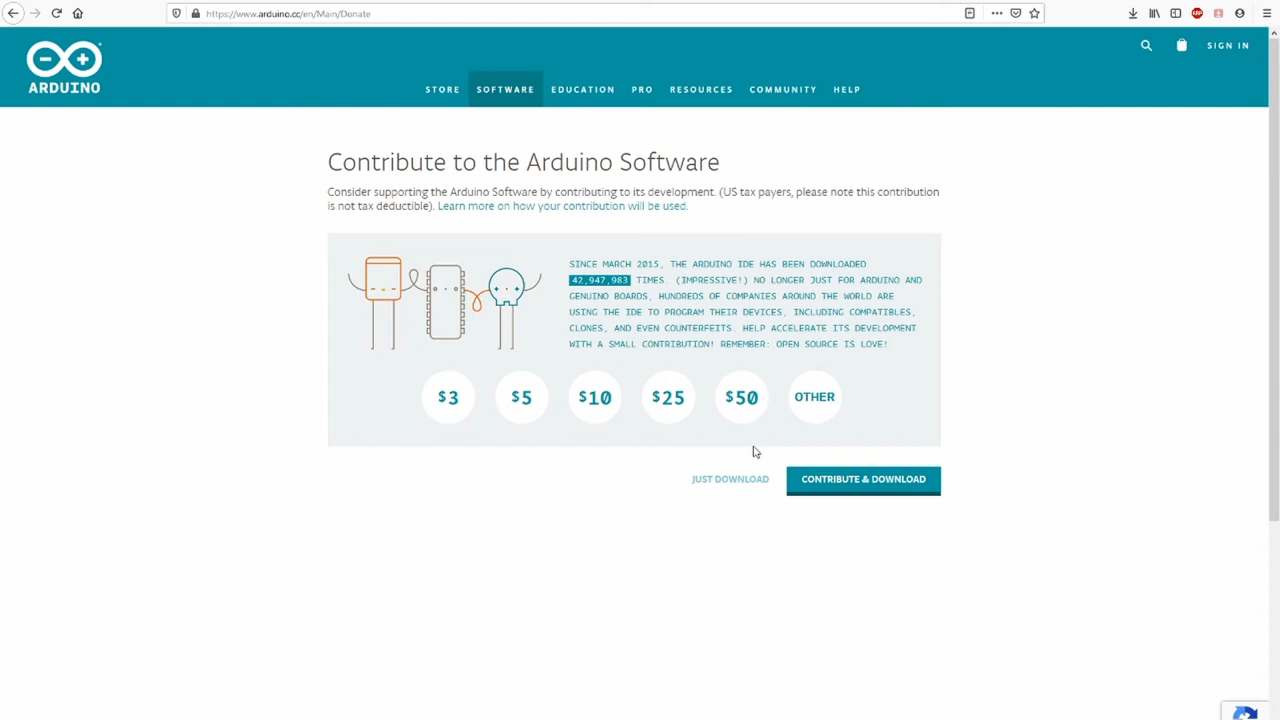 https://www.arduino.cc/en/Main/Donate
ARDUINO
SIGN IN
STORE SOFTWARE EDUCATION PRO RESOURCES COMMUNITY HELP
Contribute to the Arduino Software
Consider supporting the Arduino Software by contributing to its development. (US tax payers, please note this contribution
is not tax deductible). Learn more on how your contribution will be used.
SINCE MARCH 2015, THE ARDUINO IDE HAS BEEN DOWNLOADED
42,947,983 TIMES. (IMPRESSIVE!) NO LONGER JUST FOR ARDUINO AND
GENUINO BOARDS, HUNDREDS OF COMPANIES AROUND THE WORLD ARE
USING THE IDE TO PROGRAM THEIR DEVICES, INCLUDING COMPATIBLES,
CLONES, AND EVEN COUNTERFEITS. HELP ACCELERATE ITS DEVELOPMENT
WITH A SMALL CONTRIBUTION! REMEMBER: OPEN SOURCE IS LOVE!
$3 $5 $10 $25 $50 OTHER
JUST DOWNLOAD CONTRIBUTE & DOWNLOAD